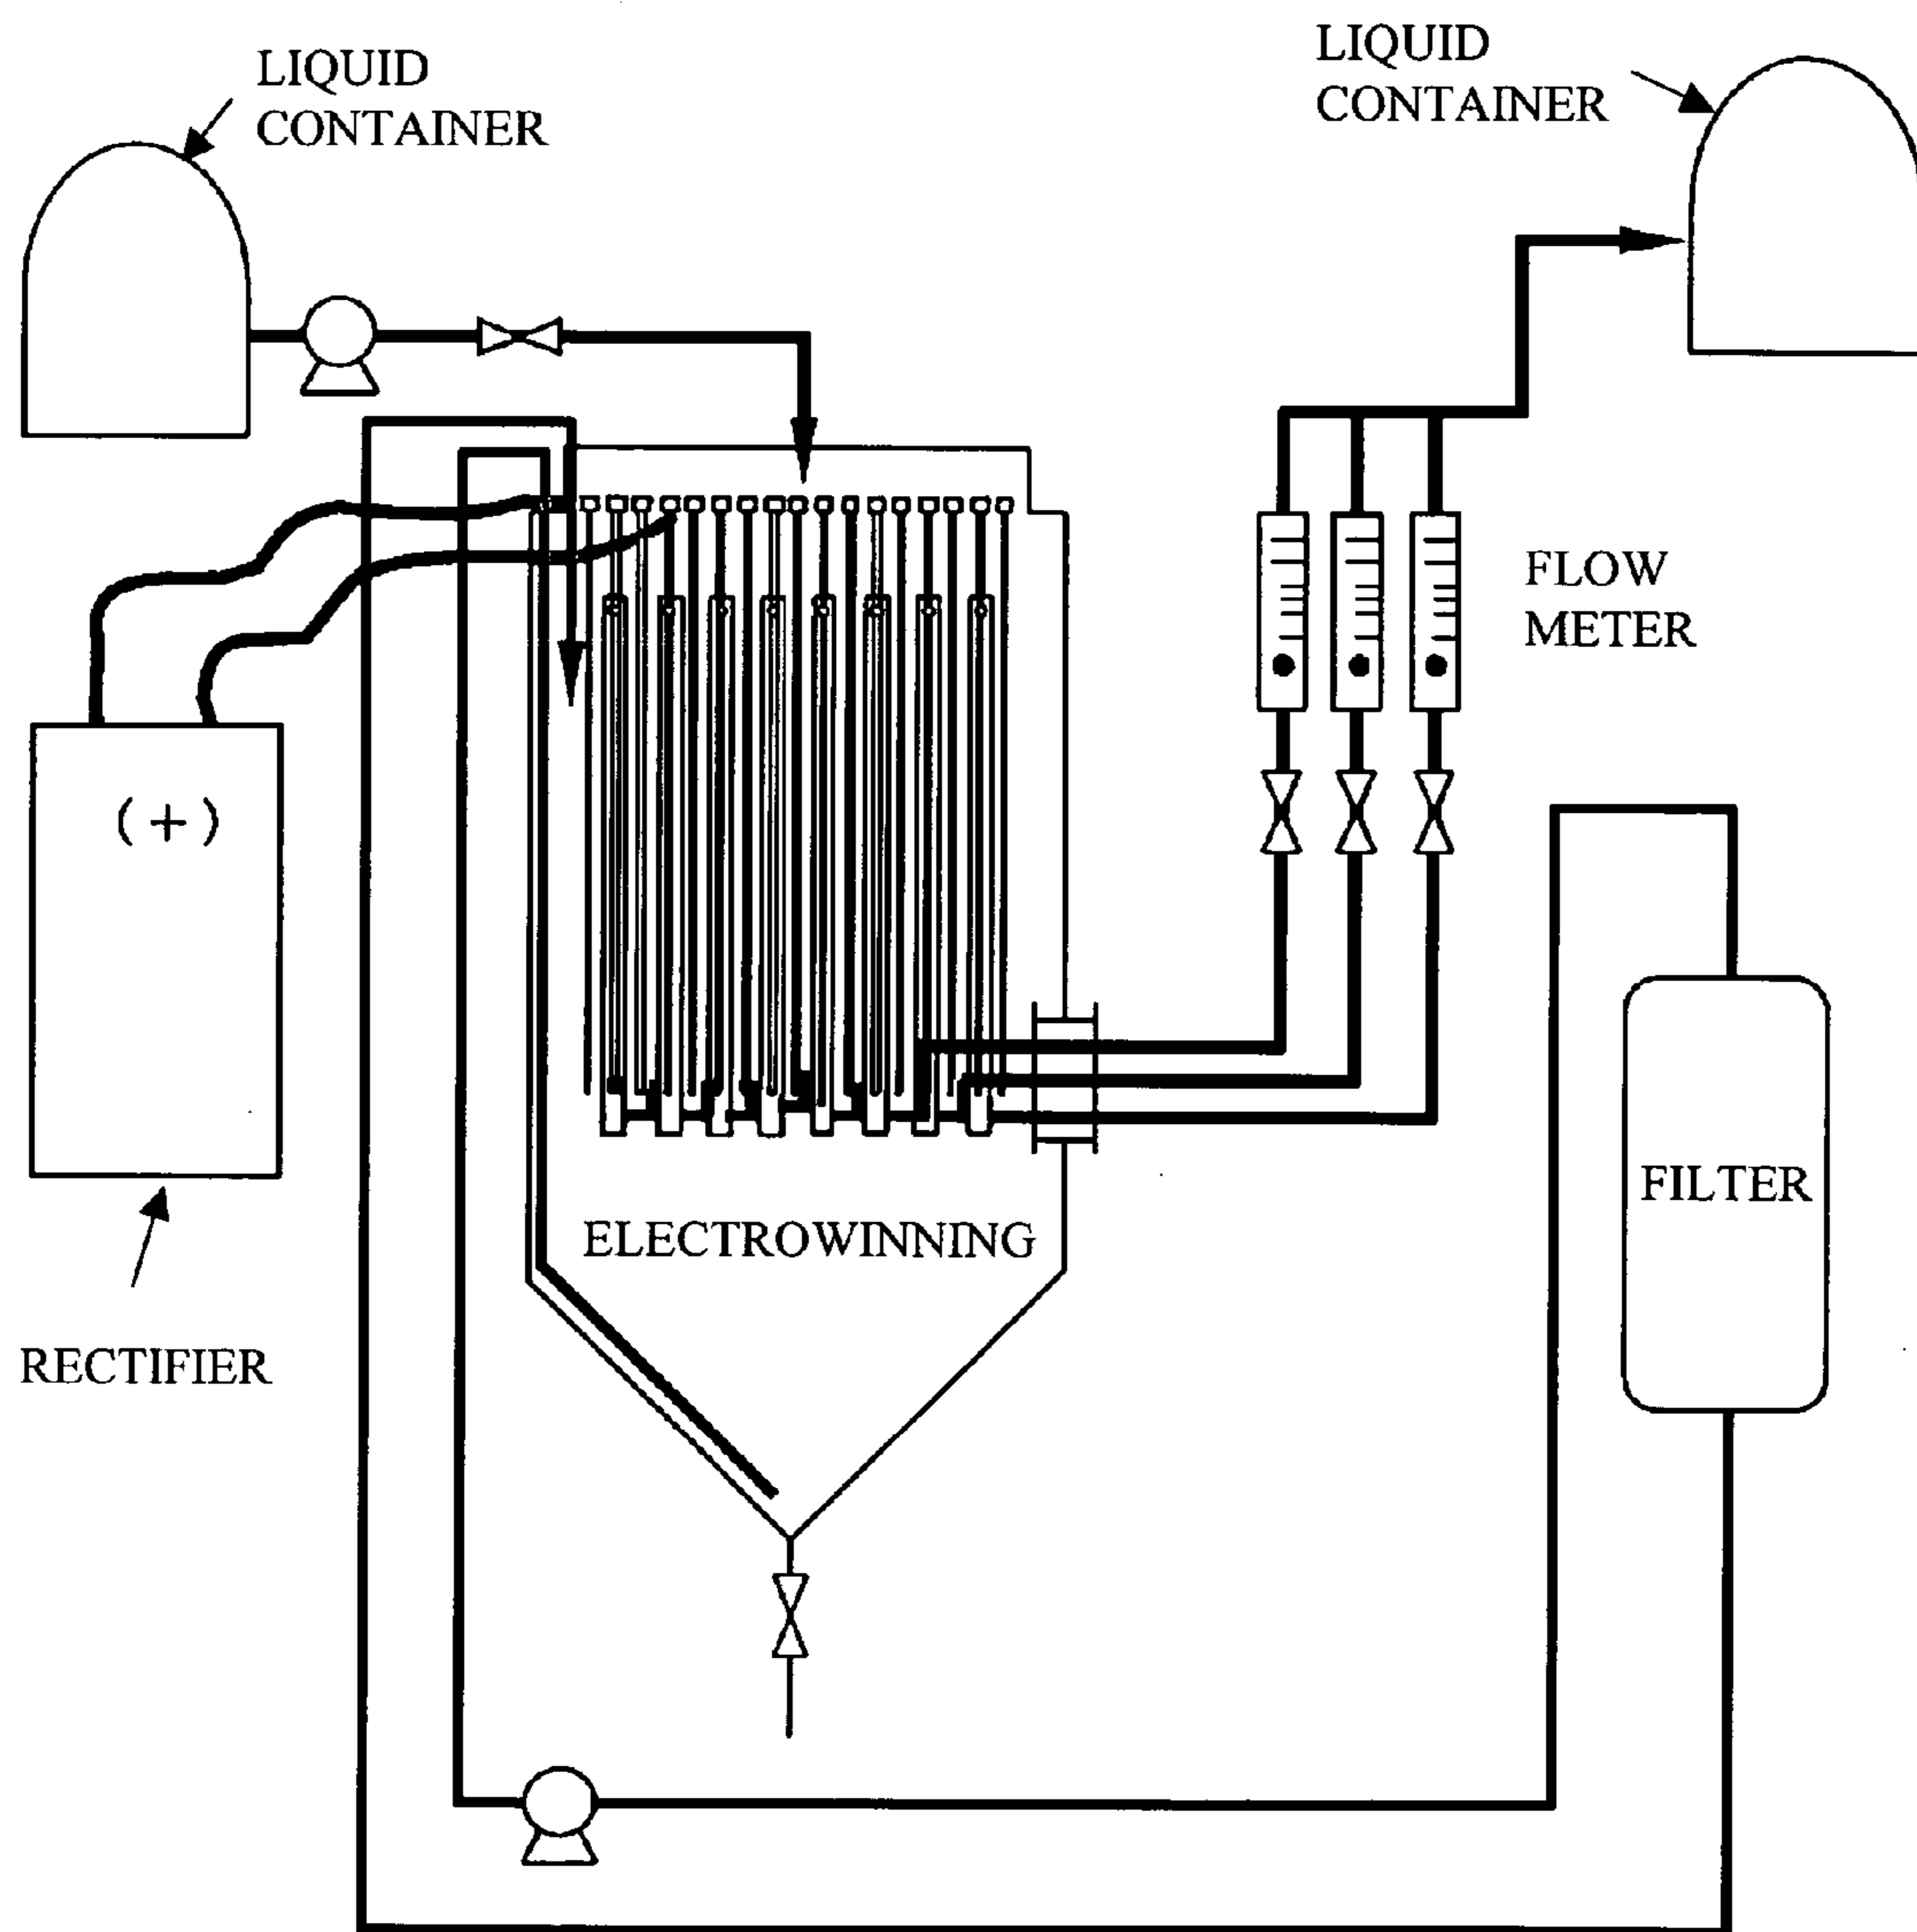 LIQUID
CONTAINER
LIQUID
CONTAINER
FLOW
METER
(+)
FILTER
ELECTROWINNING
RECTIFIER